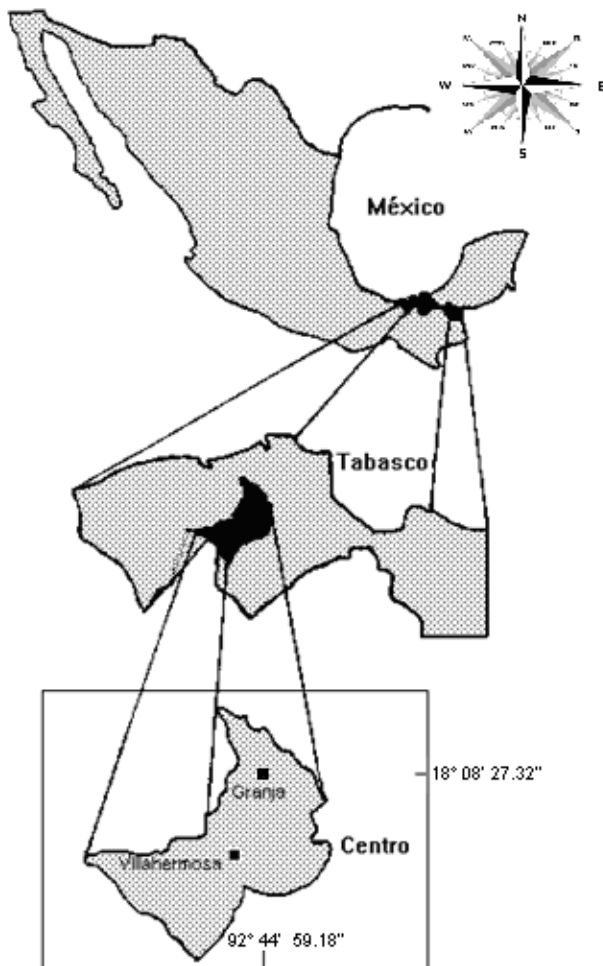 N
W
E
S
México
Tabasco
18° 08' 27.32"
Granja
Centro
Villahermosa
92° 44' 59.18"